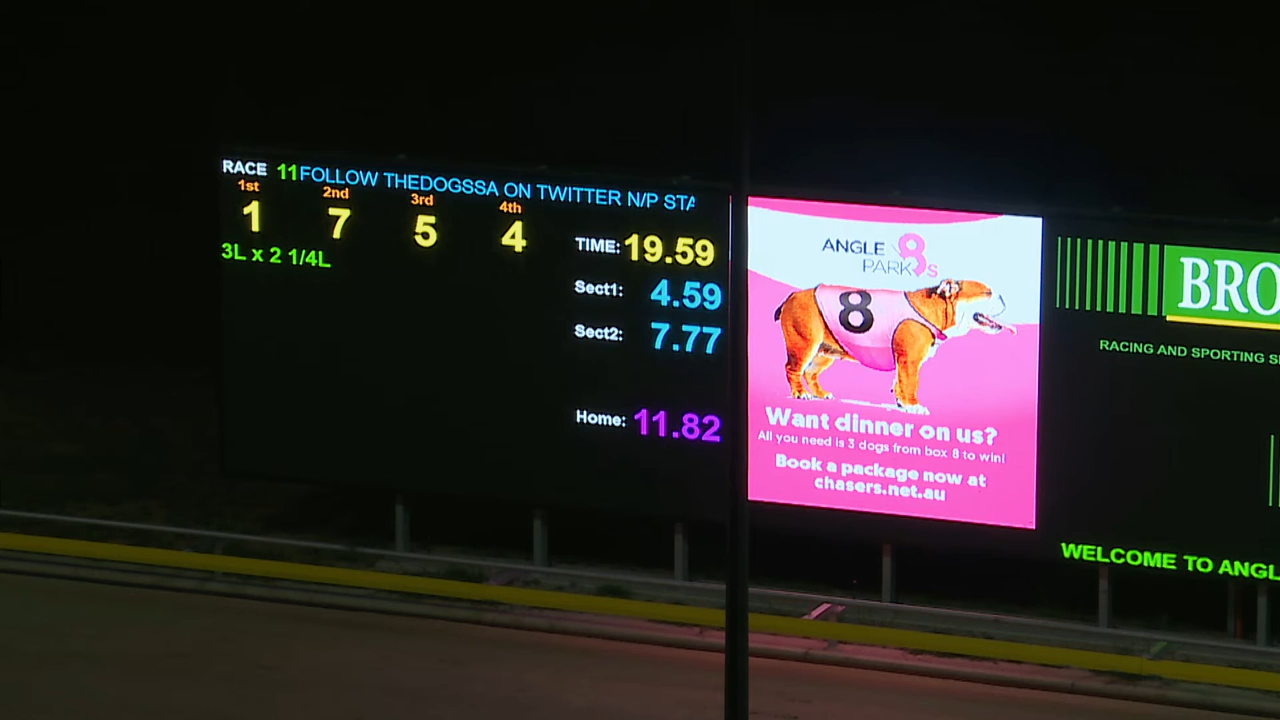 RACE 11 FOLLOW THEDOGSSA ON TWITTER N/P STA
1st 2nd 3rd 4th
1 7 5 4
3L x 2 1/4L
TIME: 19.59
Sect1: 4.59
Sect2: 7.77
Home: 11.82
ANGLE
PARK 8s
8
Want dinner on us?
All you need is 3 dogs from box 8 to win!
Book a package now at
chasers.net.au
BRO
RACING AND SPORTING S
WELCOME TO ANGL